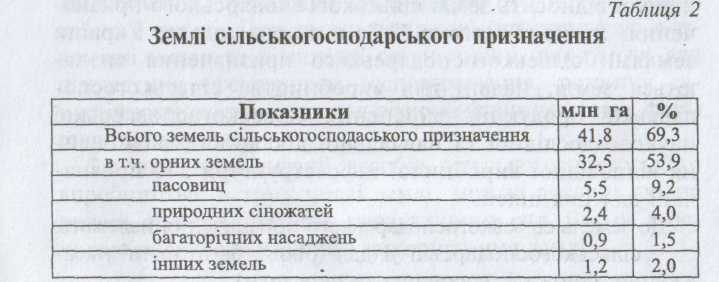 Таблиця 2
Землі сільськогосподарського призначення
Показники млн га %
Всього земель сільськогосподаського призначення 41,8 69,3
в т.ч. орних земель 32,5 53,9
пасовищ 5,5 9,2
природних сіножатей 2,4 4,0
багаторічних насаджень 0,9 1,5
інших земель 1,2 2,0